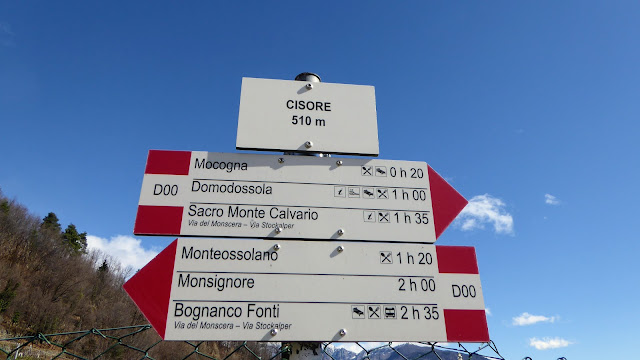 CISORE
510 m
Mocogna 0 h 20
D00
Domodossola 1 h 00
Sacro Monte Calvario 1 h 35
Via del Monscera – Via Stockalper
Monteossolano 1 h 20
Monsignore 2 h 00
D00
Bognanco Fonti 2 h 35
Via del Monscera – Via Stockalper